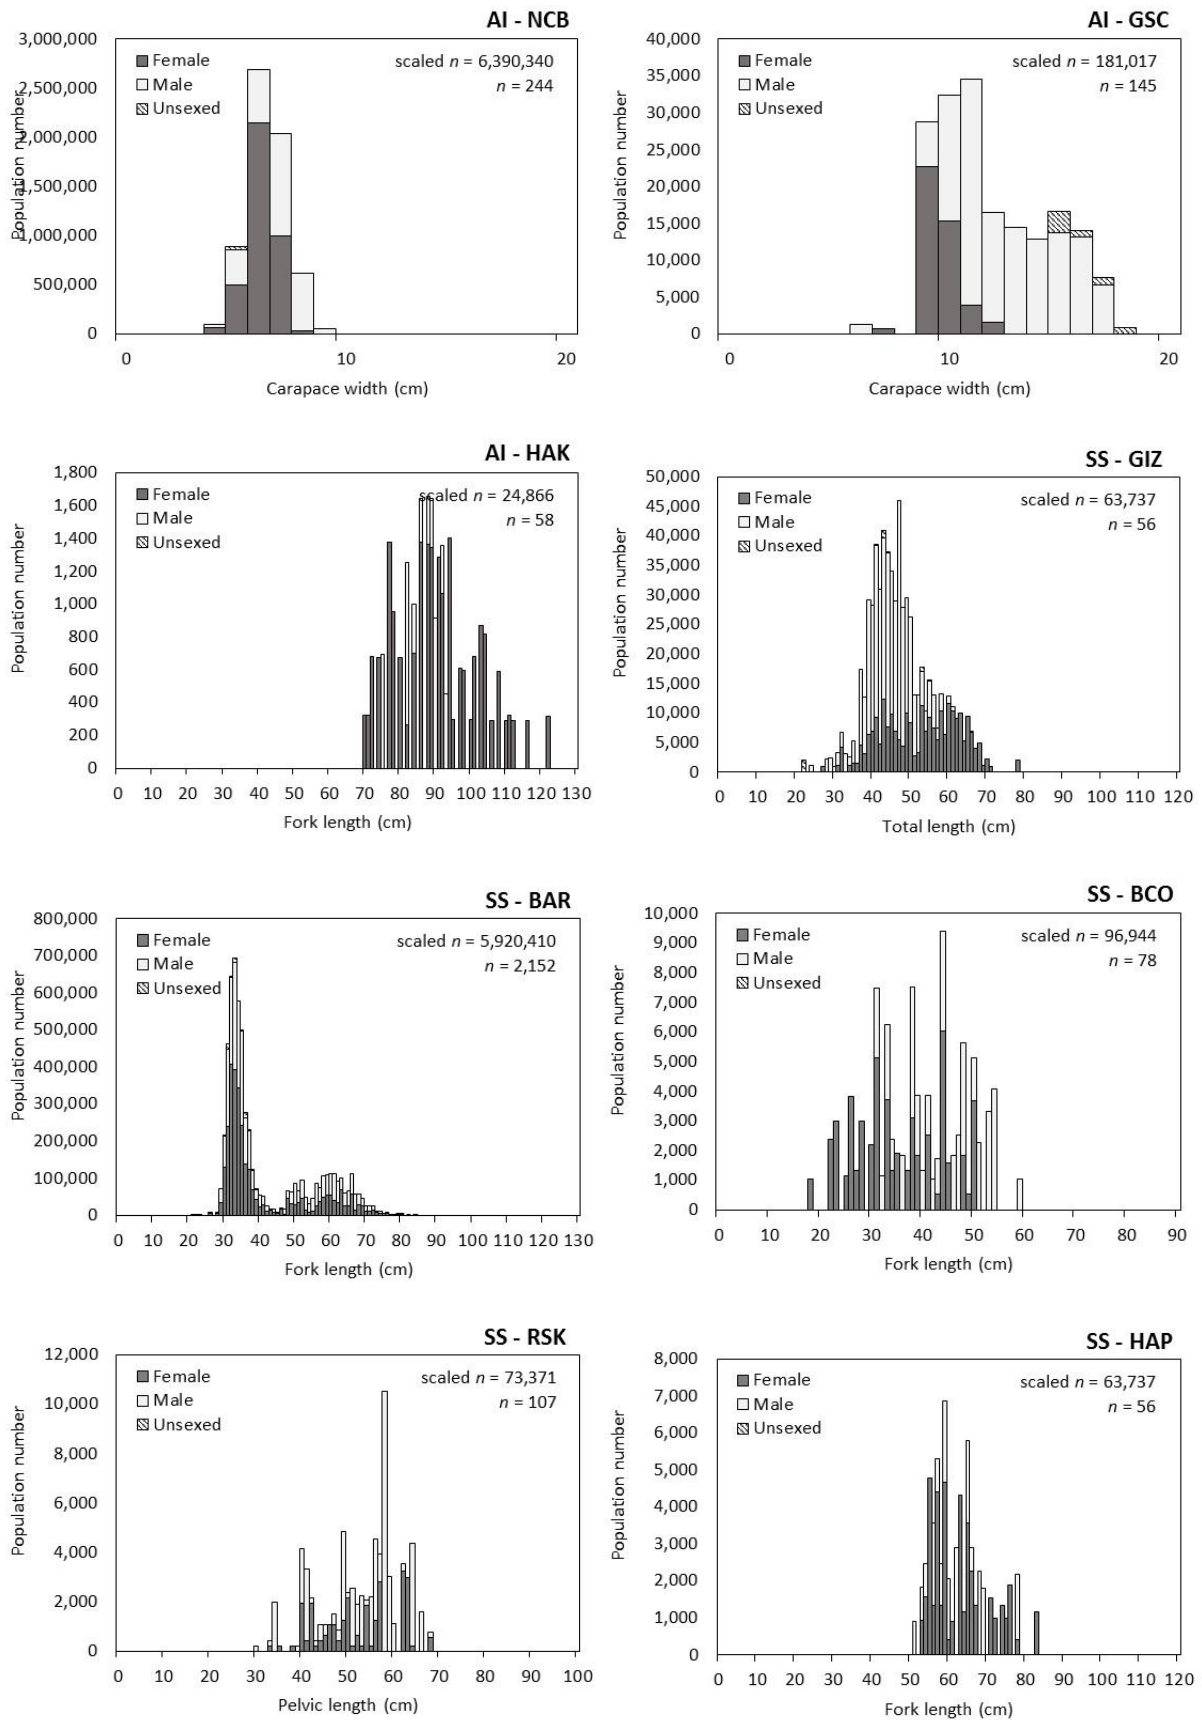 AI - NCB
3,000,000
2,500,000
2,000,000
1,500,000
1,000,000
500,000
0
Population number
Female
Male
Unsexed
scaled n = 6,390,340
n = 244
0 10 20
Carapace width (cm)
AI - GSC
40,000
35,000
30,000
25,000
20,000
15,000
10,000
5,000
0
Population number
Female
Male
Unsexed
scaled n = 181,017
n = 145
0 10 20
Carapace width (cm)
AI - HAK
1,800
1,600
1,400
1,200
1,000
800
600
400
200
0
Population number
Female
Male
Unsexed
scaled n = 24,866
n = 58
0 10 20 30 40 50 60 70 80 90 100 110 120 130
Fork length (cm)
SS - GIZ
50,000
45,000
40,000
35,000
30,000
25,000
20,000
15,000
10,000
5,000
0
Population number
Female
Male
Unsexed
scaled n = 63,737
n = 56
0 10 20 30 40 50 60 70 80 90 100 110 120
Total length (cm)
SS - BAR
800,000
700,000
600,000
500,000
400,000
300,000
200,000
100,000
0
Population number
Female
Male
Unsexed
scaled n = 5,920,410
n = 2,152
0 10 20 30 40 50 60 70 80 90 100 110 120 130
Fork length (cm)
SS - BCO
10,000
9,000
8,000
7,000
6,000
5,000
4,000
3,000
2,000
1,000
0
Population number
Female
Male
Unsexed
scaled n = 96,944
n = 78
0 10 20 30 40 50 60 70 80 90
Fork length (cm)
SS - RSK
12,000
10,000
8,000
6,000
4,000
2,000
0
Population number
Female
Male
Unsexed
scaled n = 73,371
n = 107
0 10 20 30 40 50 60 70 80 90 100
Pelvic length (cm)
SS - HAP
8,000
7,000
6,000
5,000
4,000
3,000
2,000
1,000
0
Population number
Female
Male
Unsexed
scaled n = 63,737
n = 56
0 10 20 30 40 50 60 70 80 90 100 110 120
Fork length (cm)